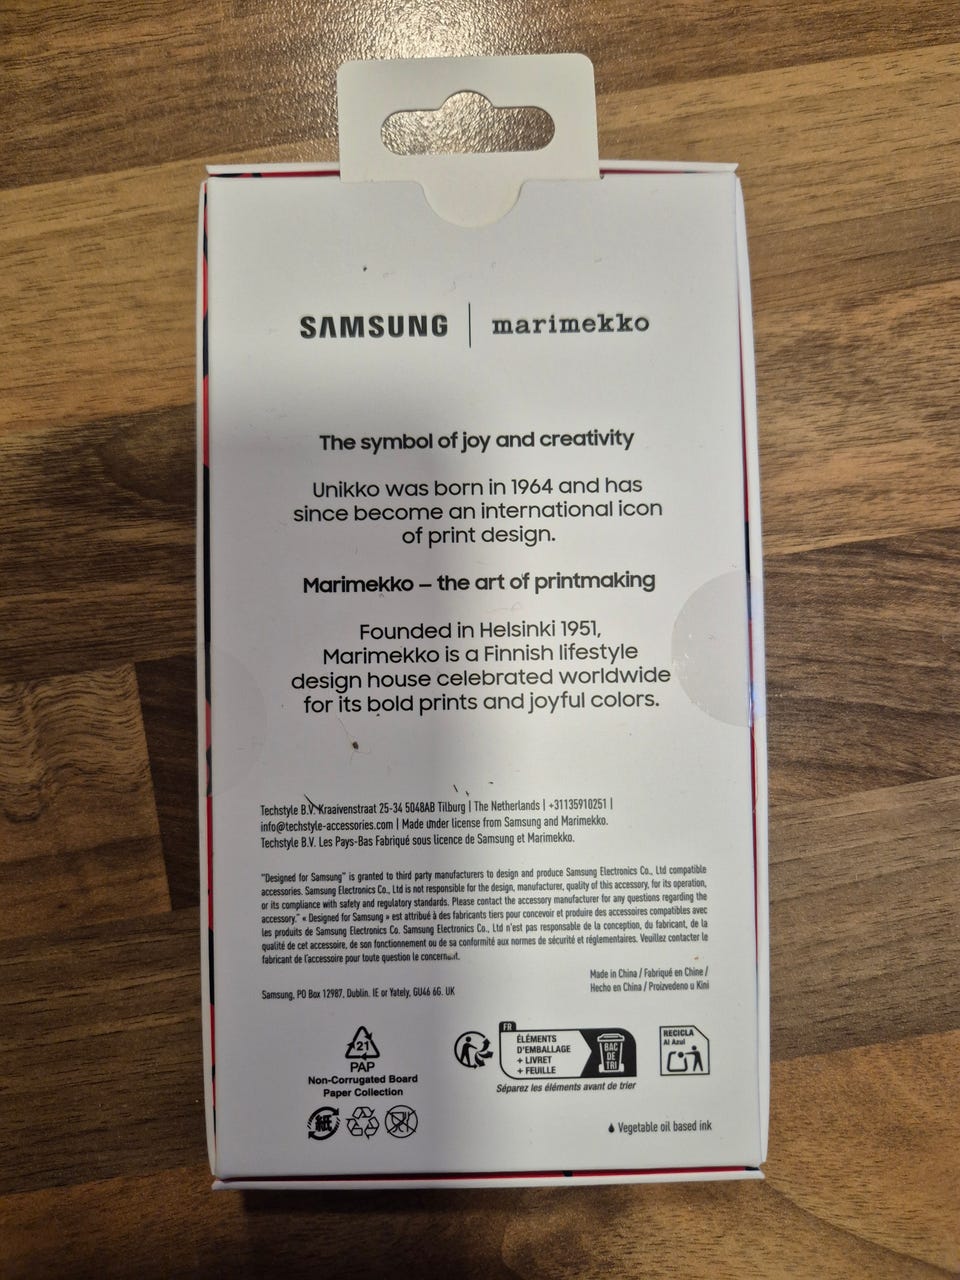 SAMSUNG | marimekko
The symbol of joy and creativity
Unikko was born in 1964 and has
since become an international icon
of print design.
Marimekko – the art of printmaking
Founded in Helsinki 1951,
Marimekko is a Finnish lifestyle
design house celebrated worldwide
for its bold prints and joyful colors.
Techstyle B.V. Kraaivenstraat 25-34 5048AB Tilburg | The Netherlands | +31135910251 |
info@techstyle-accessories.com | Made under license from Samsung and Marimekko.
Techstyle B.V. Les Pays-Bas Fabriqué sous licence de Samsung et Marimekko.
"Designed for Samsung" is granted to third party manufacturers to design and produce Samsung Electronics Co., Ltd compatible
accessories. Samsung Electronics Co., Ltd is not responsible for the design, manufacturer, quality of this accessory, for its operation,
or its compliance with safety and regulatory standards. Please contact the accessory manufacturer for any questions regarding the
accessory." « Designed for Samsung » est attribué à des fabricants tiers pour concevoir et produire des accessoires compatibles avec
les produits de Samsung Electronics Co. Samsung Electronics Co., Ltd n'est pas responsable de la conception, du fabricant, de la
qualité de cet accessoire, de son fonctionnement ou de sa conformité aux normes de sécurité et réglementaires. Veuillez contacter le
fabricant de l'accessoire pour toute question le concernant.
Made in China / Fabriqué en Chine /
Hecho en China / Proizvedeno u Kini
Samsung, PO Box 12987, Dublin. IE or Yately, GU46 6G. UK
21
PAP
Non-Corrugated Board
Paper Collection
紙
FR
ÉLÉMENTS
D'EMBALLAGE
+ LIVRET
+ FEUILLE
BAC
DE
TRI
Séparez les éléments avant de trier
RECICLA
Al Azul
Vegetable oil based ink